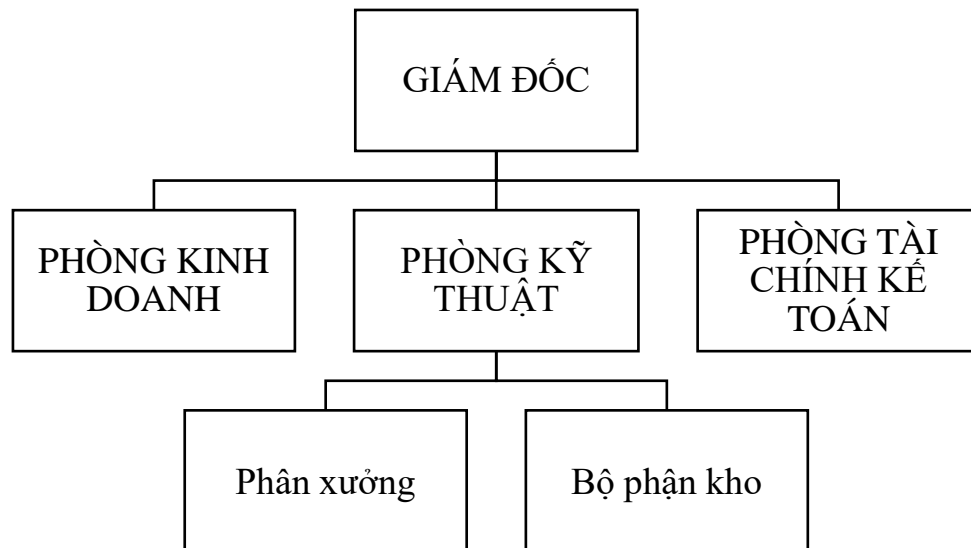 GIÁM ĐỐC
PHÒNG KINH
DOANH
PHÒNG KỸ
THUẬT
PHÒNG TÀI
CHÍNH KẾ
TOÁN
Phân xưởng
Bộ phận kho